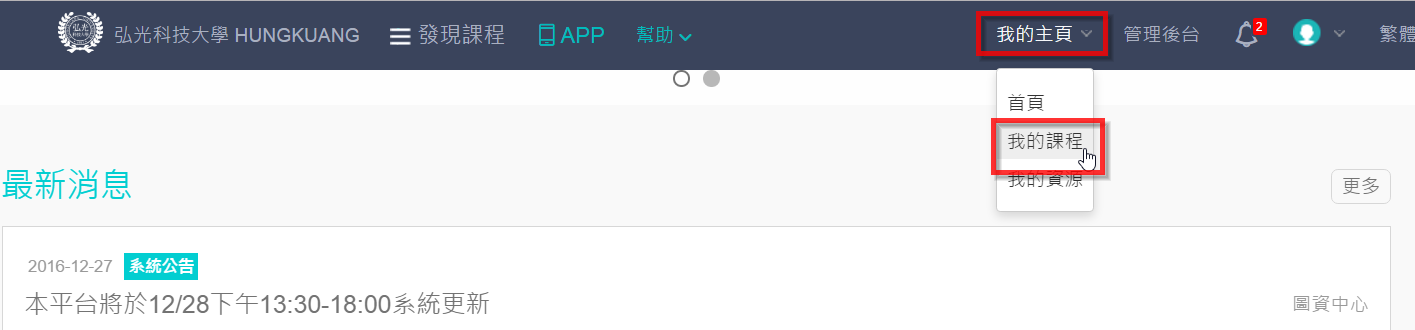 弘光科技大學 HUNGKUANG 發現課程 APP 幫助 我的主頁 管理後台 2 繁體
首頁
我的課程
我的資源
最新消息 更多
2016-12-27 系統公告
本平台將於12/28下午13:30-18:00系統更新 圖資中心